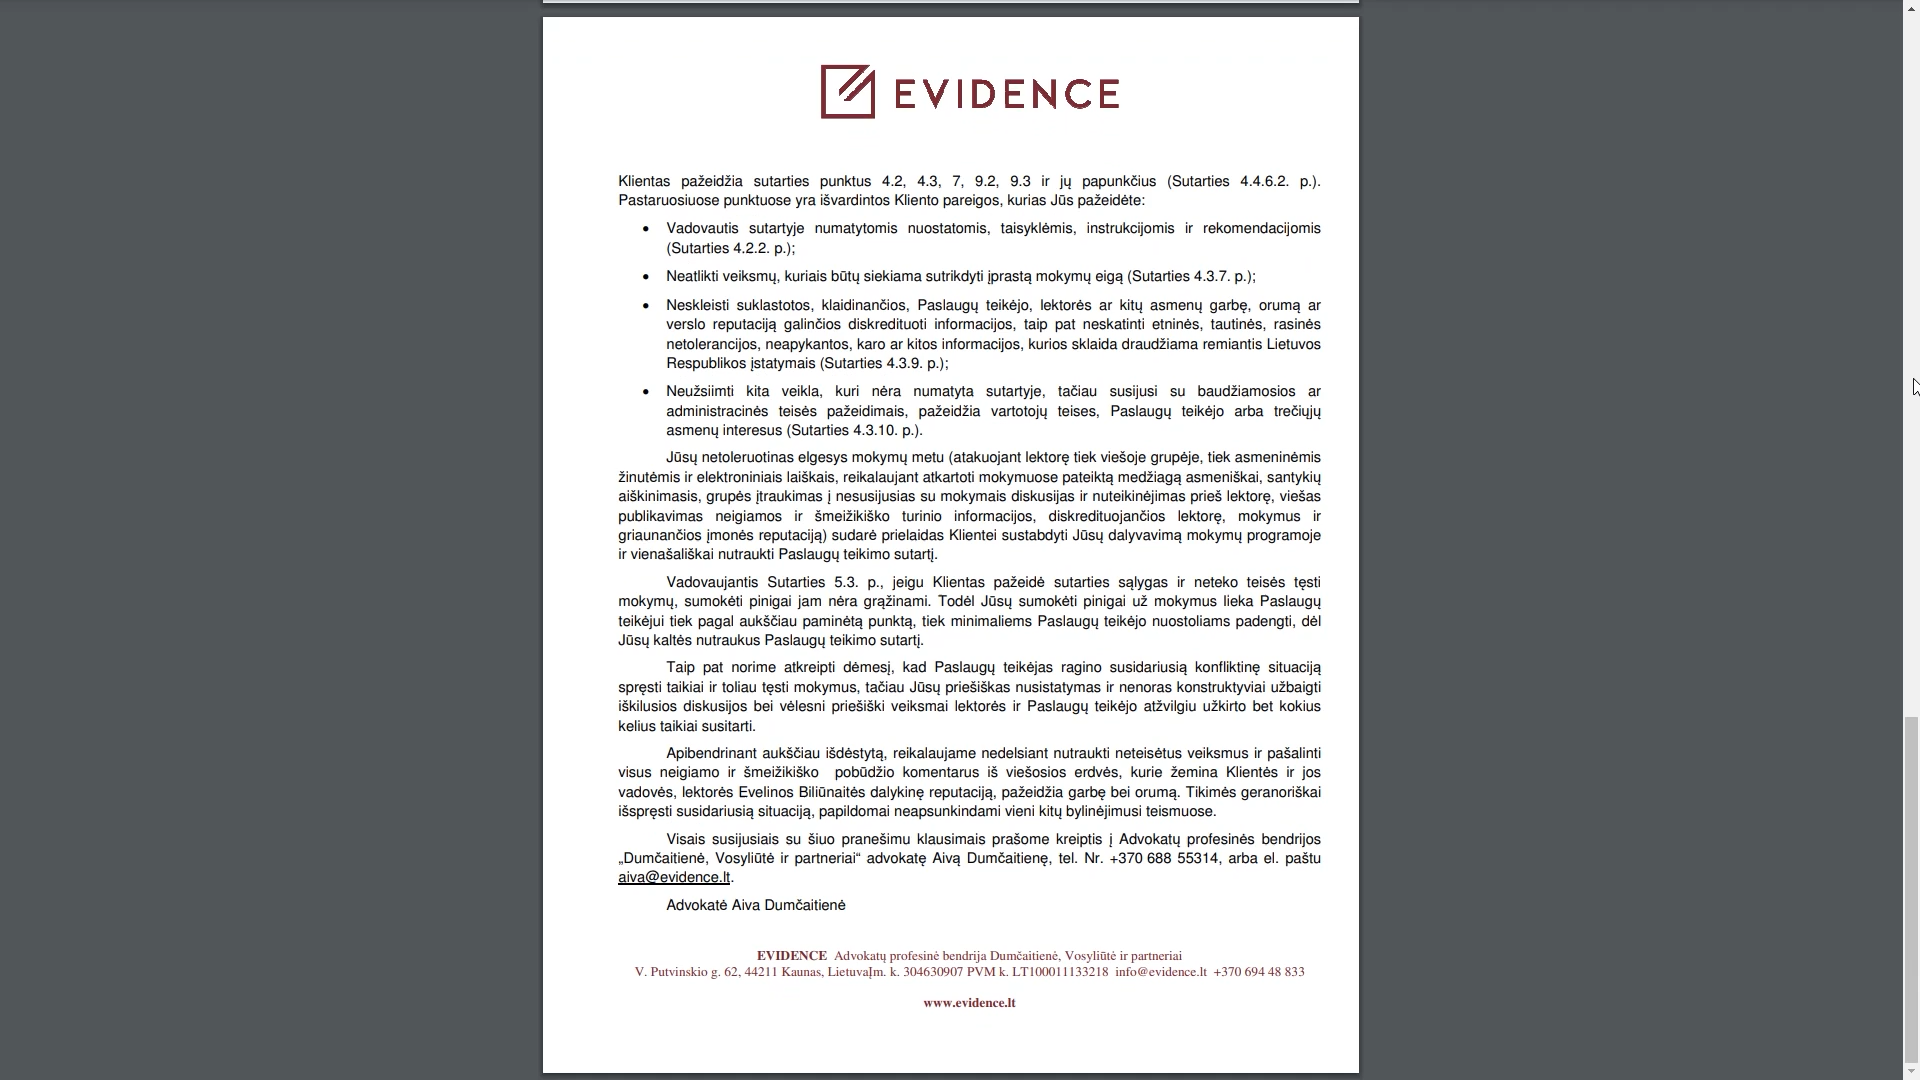 EVIDENCE
Klientas pažeidžia sutarties punktus 4.2, 4.3, 7, 9.2, 9.3 ir jų papunkčius (Sutarties 4.4.6.2. p.).
Pastaruosiuose punktuose yra išvardintos Kliento pareigos, kurias Jūs pažeidėte:
• Vadovautis sutartyje numatytomis nuostatomis, taisyklėmis, instrukcijomis ir rekomendacijomis
(Sutarties 4.2.2. p.);
• Neatlikti veiksmų, kuriais būtų siekiama sutrikdyti įprastą mokymų eigą (Sutarties 4.3.7. p.);
• Neskleisti suklastotos, klaidinančios, Paslaugų teikėjo, lektorės ar kitų asmenų garbę, orumą ar
verslo reputaciją galinčios diskredituoti informacijos, taip pat neskatinti etninės, tautinės, rasinės
netolerancijos, neapykantos, karo ar kitos informacijos, kurios sklaida draudžiama remiantis Lietuvos
Respublikos įstatymais (Sutarties 4.3.9. p.);
• Neužsiimti kita veikla, kuri nėra numatyta sutartyje, tačiau susijusi su baudžiamosios ar
administracinės teisės pažeidimais, pažeidžia vartotojų teises, Paslaugų teikėjo arba trečiųjų
asmenų interesus (Sutarties 4.3.10. p.).
Jūsų netoleruotinas elgesys mokymų metu (atakuojant lektorę tiek viešoje grupėje, tiek asmeninėmis
žinutėmis ir elektroniniais laiškais, reikalaujant atkartoti mokymuose pateiktą medžiagą asmeniškai, santykių
aiškinimasis, grupės įtraukimas į nesusijusias su mokymais diskusijas ir nuteikinėjimas prieš lektorę, viešas
publikavimas neigiamos ir šmeižikiško turinio informacijos, diskredituojančios lektorę, mokymus ir
griaunančios įmonės reputaciją) sudarė prielaidas Klientei sustabdyti Jūsų dalyvavimą mokymų programoje
ir vienašališkai nutraukti Paslaugų teikimo sutartį.
Vadovaujantis Sutarties 5.3. p., jeigu Klientas pažeidė sutarties sąlygas ir neteko teisės tęsti
mokymų, sumokėti pinigai jam nėra grąžinami. Todėl Jūsų sumokėti pinigai už mokymus lieka Paslaugų
teikėjui tiek pagal aukščiau paminėtą punktą, tiek minimaliems Paslaugų teikėjo nuostoliams padengti, dėl
Jūsų kaltės nutraukus Paslaugų teikimo sutartį.
Taip pat norime atkreipti dėmesį, kad Paslaugų teikėjas ragino susidariusią konfliktinę situaciją
spręsti taikiai ir toliau tęsti mokymus, tačiau Jūsų priešiškas nusistatymas ir nenoras konstruktyviai užbaigti
iškilusios diskusijos bei vėlesni priešiški veiksmai lektorės ir Paslaugų teikėjo atžvilgiu užkirto bet kokius
kelius taikiai susitarti.
Apibendrinant aukščiau išdėstytą, reikalaujame nedelsiant nutraukti neteisėtus veiksmus ir pašalinti
visus neigiamo ir šmeižikiško pobūdžio komentarus iš viešosios erdvės, kurie žemina Klientės ir jos
vadovės, lektorės Evelinos Biliūnaitės dalykinę reputaciją, pažeidžia garbę bei orumą. Tikimės geranoriškai
išspręsti susidariusią situaciją, papildomai neapsunkindami vieni kitų bylinėjimusi teismuose.
Visais susijusiais su šiuo pranešimu klausimais prašome kreiptis į Advokatų profesinės bendrijos
„Dumčaitienė, Vosyliūtė ir partneriai“ advokatę Aivą Dumčaitienę, tel. Nr. +370 688 55314, arba el. paštu
aiva@evidence.lt.
Advokatė Aiva Dumčaitienė
EVIDENCE Advokatų profesinė bendrija Dumčaitienė, Vosyliūtė ir partneriai
V. Putvinskio g. 62, 44211 Kaunas, LietuvaĮm. k. 304630907 PVM k. LT100011133218 info@evidence.lt +370 694 48 833
www.evidence.lt